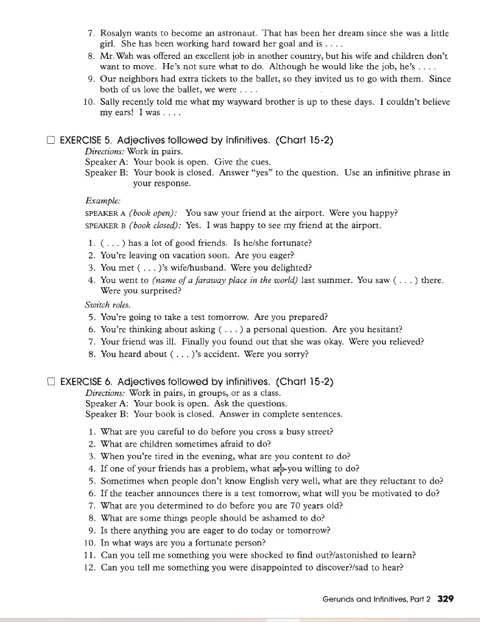 7. Rosalyn wants to become an astronaut. That has been her dream since she was a little
girl. She has been working hard toward her goal and is . . . .
8. Mr. Wah was offered an excellent job in another country, but his wife and children don't
want to move. He's not sure what to do. Although he would like the job, he's . . . .
9. Our neighbors had extra tickets to the ballet, so they invited us to go with them. Since
both of us love the ballet, we were . . . .
10. Sally recently told me what my wayward brother is up to these days. I couldn't believe
my ears! I was . . . .
☐ EXERCISE 5. Adjectives followed by infinitives. (Chart 15-2)
Directions: Work in pairs.
Speaker A: Your book is open. Give the cues.
Speaker B: Your book is closed. Answer "yes" to the question. Use an infinitive phrase in
your response.
Example:
SPEAKER A (book open): You saw your friend at the airport. Were you happy?
SPEAKER B (book closed): Yes. I was happy to see my friend at the airport.
1. ( . . . ) has a lot of good friends. Is he/she fortunate?
2. You're leaving on vacation soon. Are you eager?
3. You met ( . . . )'s wife/husband. Were you delighted?
4. You went to (name of a faraway place in the world) last summer. You saw ( . . . ) there.
Were you surprised?
Switch roles.
5. You're going to take a test tomorrow. Are you prepared?
6. You're thinking about asking ( . . . ) a personal question. Are you hesitant?
7. Your friend was ill. Finally you found out that she was okay. Were you relieved?
8. You heard about ( . . . )'s accident. Were you sorry?
☐ EXERCISE 6. Adjectives followed by infinitives. (Chart 15-2)
Directions: Work in pairs, in groups, or as a class.
Speaker A: Your book is open. Ask the questions.
Speaker B: Your book is closed. Answer in complete sentences.
1. What are you careful to do before you cross a busy street?
2. What are children sometimes afraid to do?
3. When you're tired in the evening, what are you content to do?
4. If one of your friends has a problem, what are you willing to do?
5. Sometimes when people don't know English very well, what are they reluctant to do?
6. If the teacher announces there is a test tomorrow, what will you be motivated to do?
7. What are you determined to do before you are 70 years old?
8. What are some things people should be ashamed to do?
9. Is there anything you are eager to do today or tomorrow?
10. In what ways are you a fortunate person?
11. Can you tell me something you were shocked to find out?/astonished to learn?
12. Can you tell me something you were disappointed to discover?/sad to hear?
Gerunds and Infinitives, Part 2 329